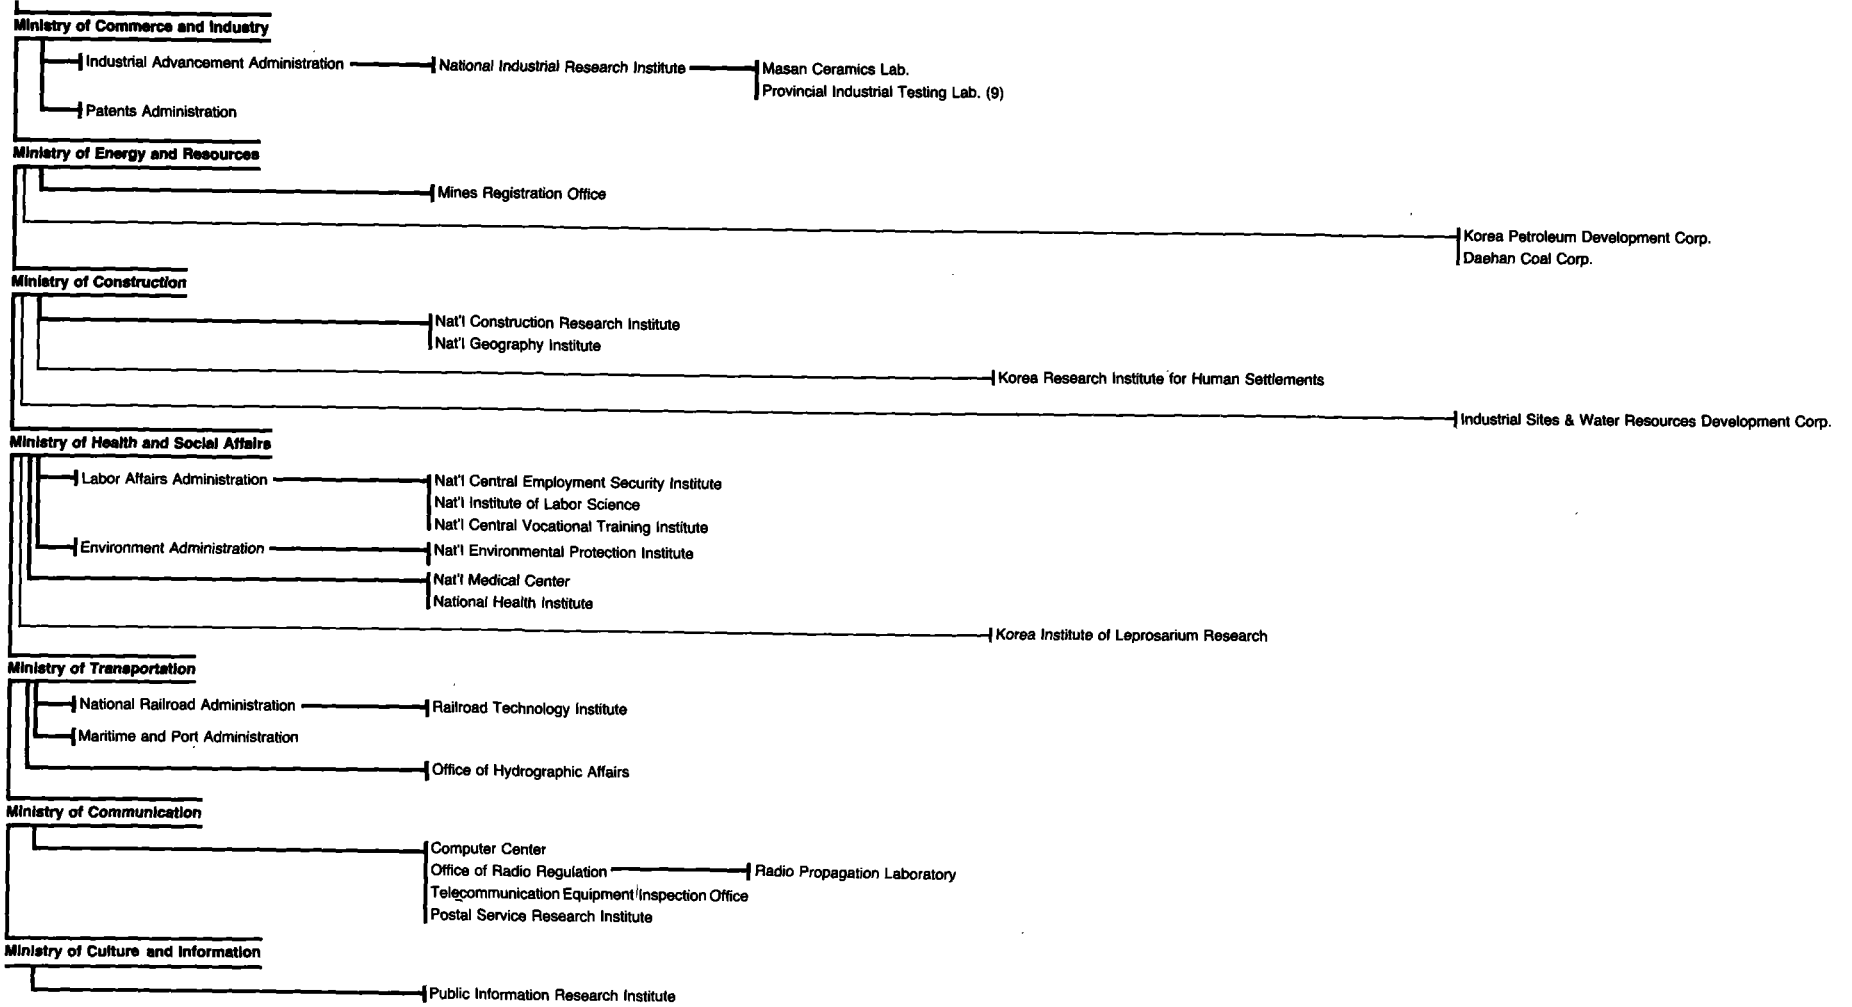 Ministry of Commerce and Industry
Industrial Advancement Administration
National Industrial Research Institute
Masan Ceramics Lab.
Provincial Industrial Testing Lab. (9)
Patents Administration
Ministry of Energy and Resources
Mines Registration Office
Korea Petroleum Development Corp.
Daehan Coal Corp.
Ministry of Construction
Nat'l Construction Research Institute
Nat'l Geography Institute
Korea Research Institute for Human Settlements
Industrial Sites & Water Resources Development Corp.
Ministry of Health and Social Affairs
Labor Affairs Administration
Nat'l Central Employment Security Institute
Nat'l Institute of Labor Science
Nat'l Central Vocational Training Institute
Environment Administration
Nat'l Environmental Protection Institute
Nat'l Medical Center
National Health Institute
Korea Institute of Leprosarium Research
Ministry of Transportation
National Railroad Administration
Railroad Technology Institute
Maritime and Port Administration
Office of Hydrographic Affairs
Ministry of Communication
Computer Center
Office of Radio Regulation
Radio Propagation Laboratory
Telecommunication Equipment Inspection Office
Postal Service Research Institute
Ministry of Culture and Information
Public Information Research Institute